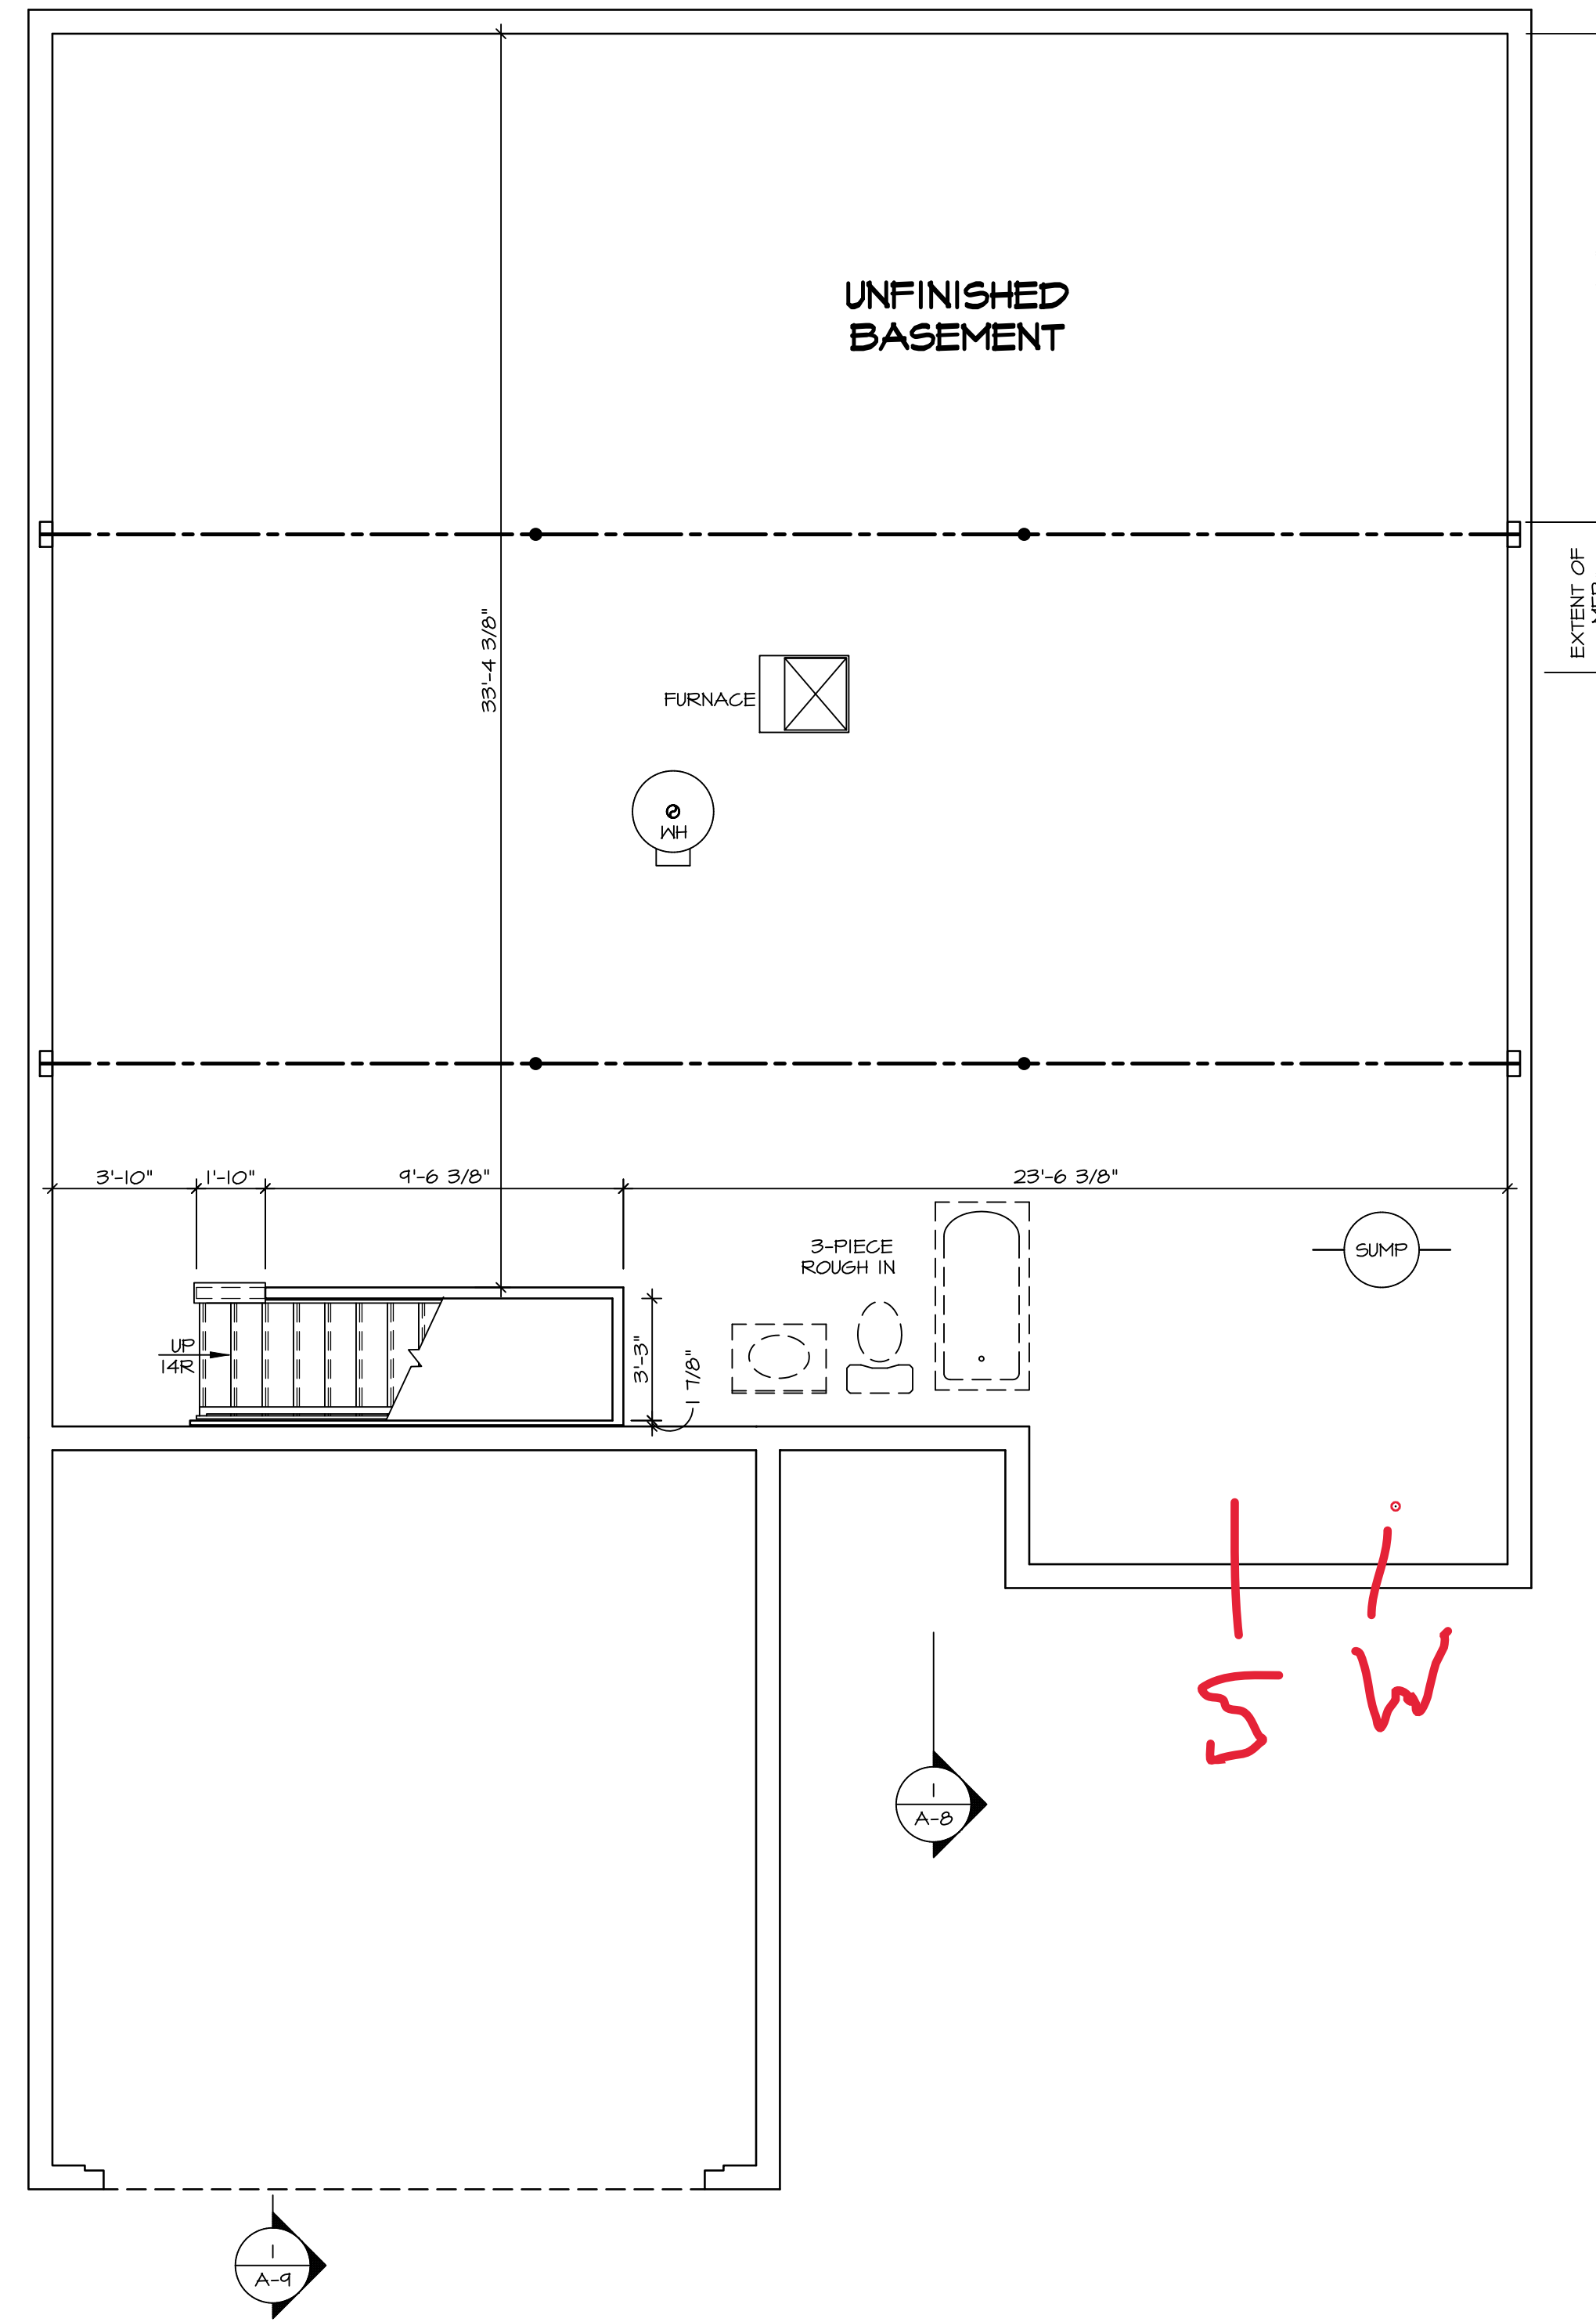 UNFINISHED
BASEMENT
EXTENT OF
33'-4 3/8"
FURNACE
WH
3'-10"
1'-10"
9'-6 3/8"
23'-6 3/8"
3-PIECE
ROUGH IN
SUMP
UP
14R
3'-3"
1 7/8"
S W
1
A-8
1
A-9